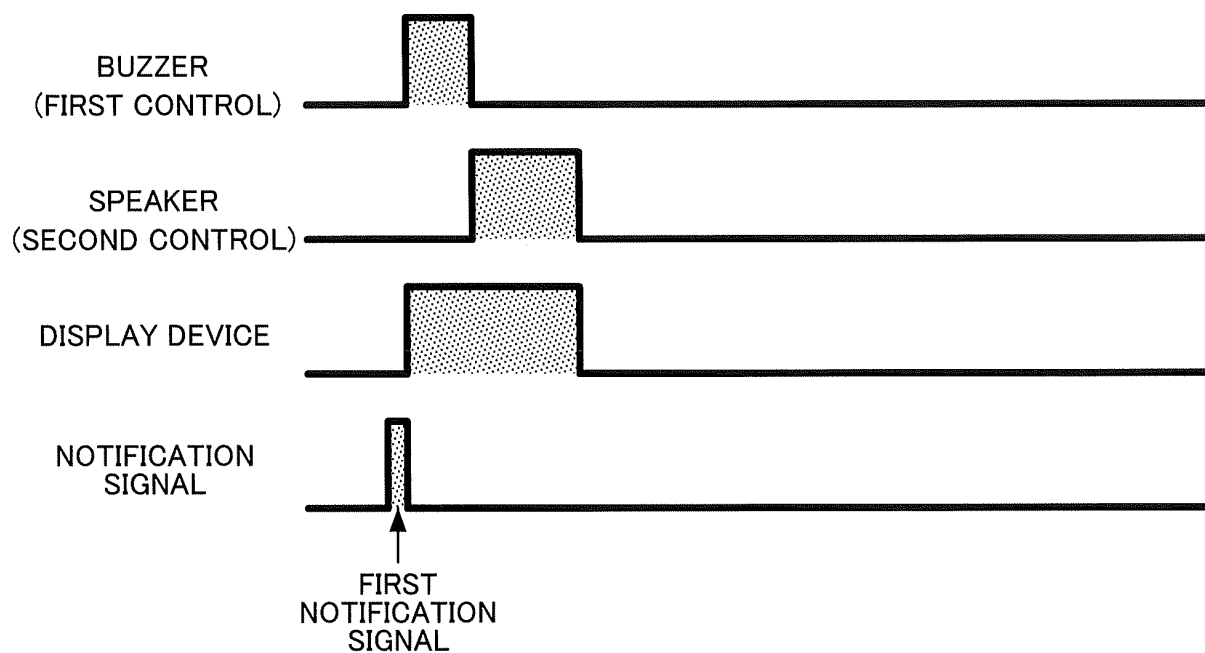 BUZZER
(FIRST CONTROL)
SPEAKER
(SECOND CONTROL)
DISPLAY DEVICE
NOTIFICATION
SIGNAL
FIRST
NOTIFICATION
SIGNAL